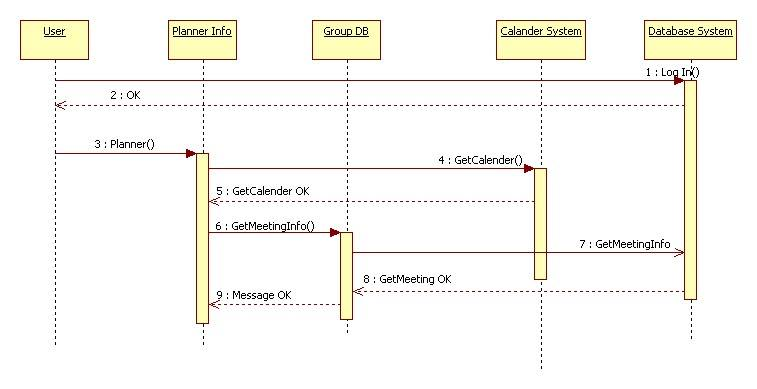 User
Planner Info
Group DB
Calander System
Database System
1 : Log In()
2 : OK
3 : Planner()
4 : GetCalender()
5 : GetCalender OK
6 : GetMeetingInfo()
7 : GetMeetingInfo
8 : GetMeeting OK
9 : Message OK